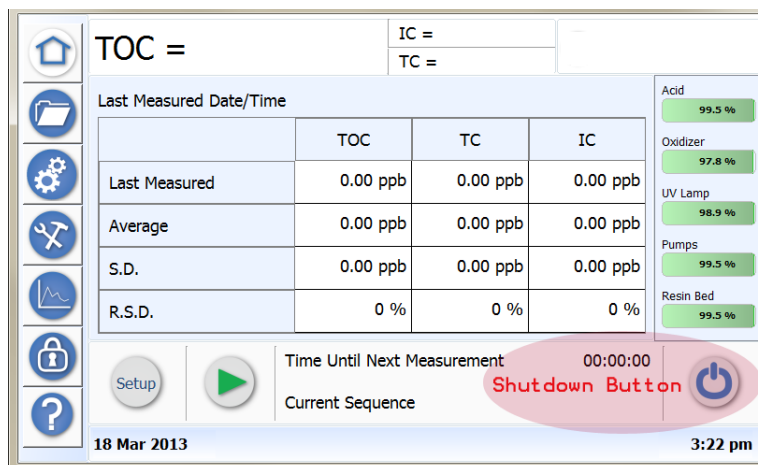 TOC =
IC =
TC =
Last Measured Date/Time
TOC TC IC
Last Measured 0.00 ppb 0.00 ppb 0.00 ppb
Average 0.00 ppb 0.00 ppb 0.00 ppb
S.D. 0.00 ppb 0.00 ppb 0.00 ppb
R.S.D. 0 % 0 % 0 %
Acid
99.5 %
Oxidizer
97.8 %
UV Lamp
98.9 %
Pumps
99.5 %
Resin Bed
99.5 %
Setup
Time Until Next Measurement 00:00:00
Shutdown Button
Current Sequence
?
18 Mar 2013 3:22 pm